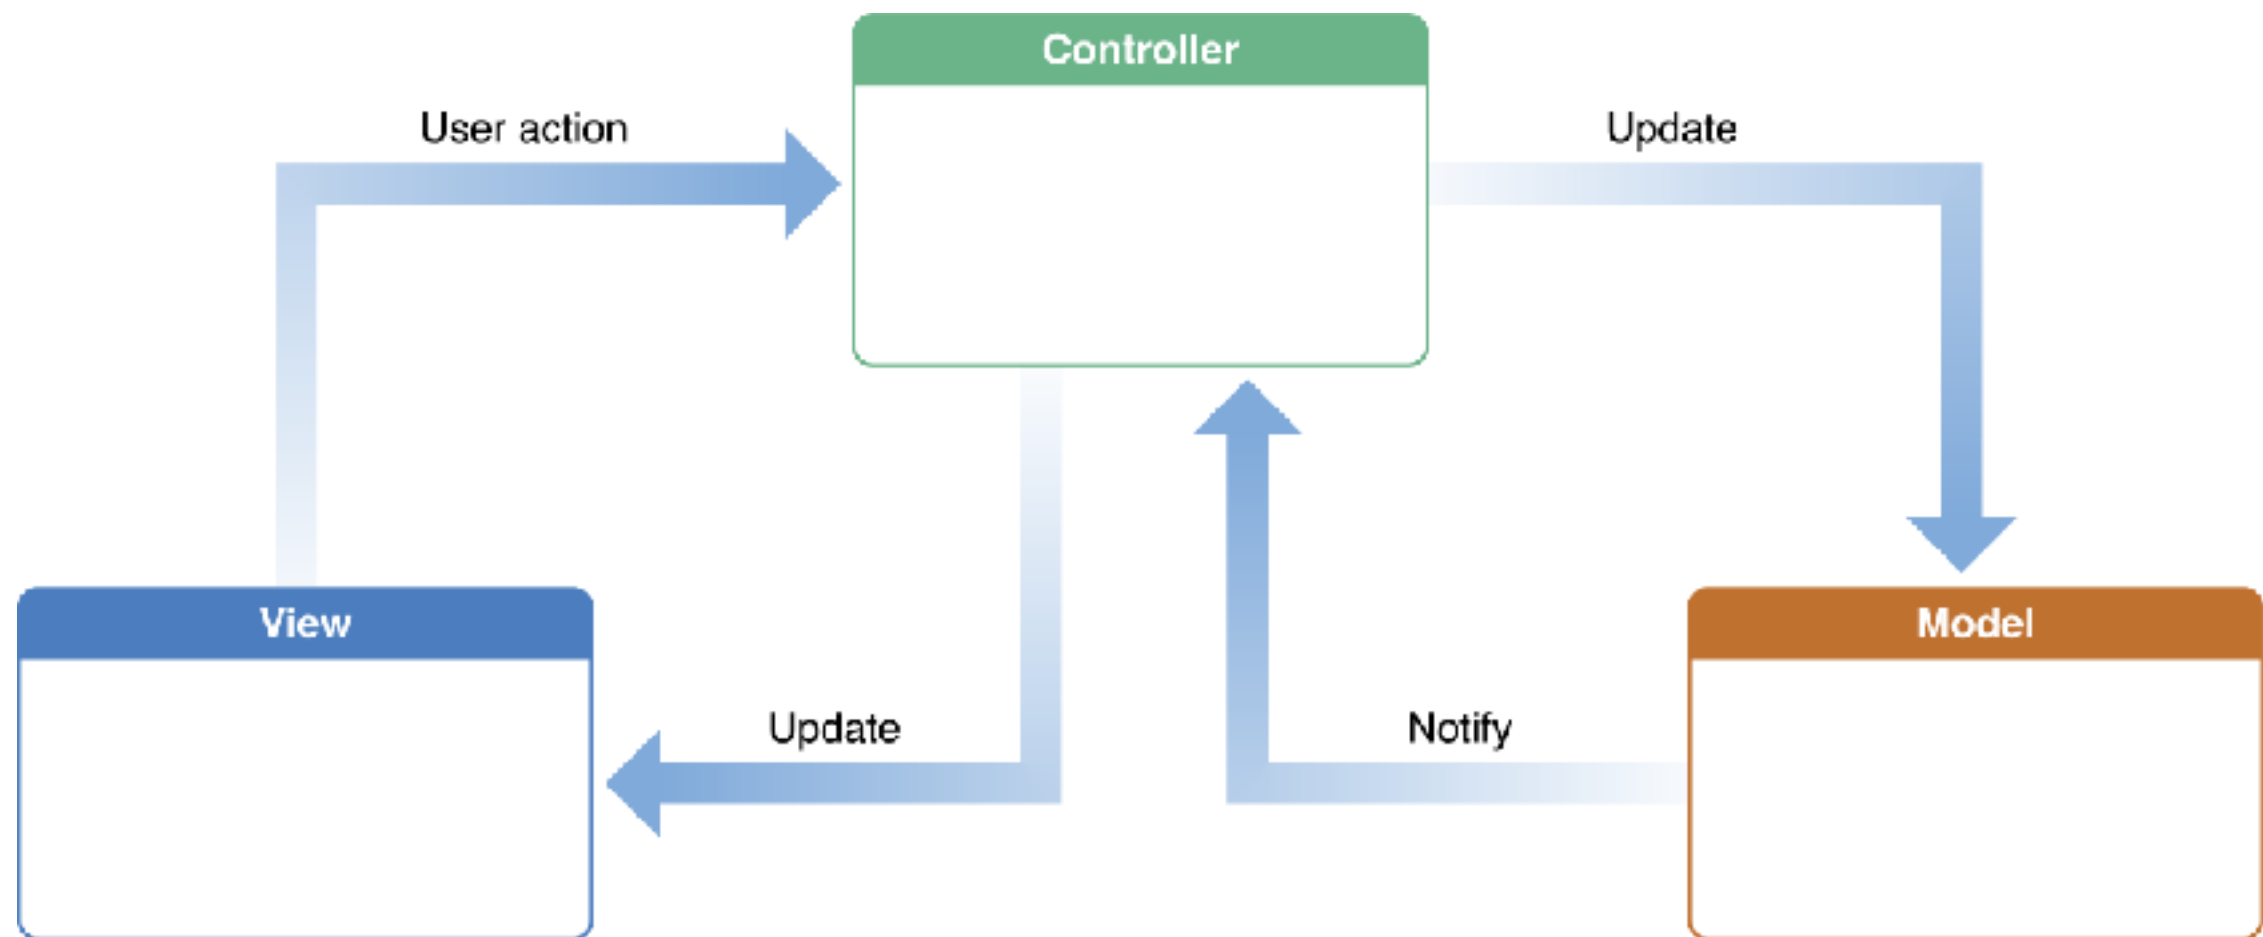 Controller
User action
Update
View
Model
Update
Notify